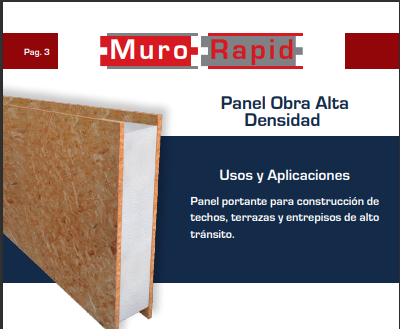 Pag. 3
Muro Rapid
Panel Obra Alta
Densidad
Usos y Aplicaciones
Panel portante para construcción de
techos, terrazas y entrepisos de alto
tránsito.